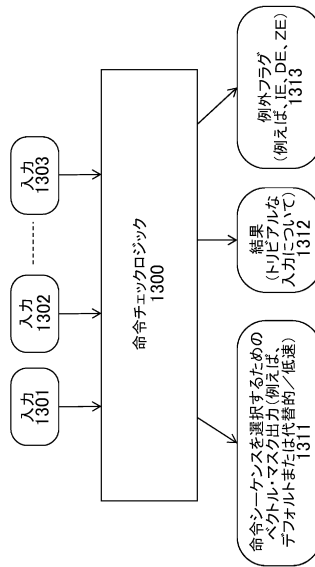 入力
1301
入力
1302
入力
1303
命令チェックロジック
1300
命令シーケンスを選択するための
ベクトル・マスク出力(例えば、
デフォルトまたは代替的/低速)
1311
結果
(トリビアルな
入力について)
1312
例外フラグ
(例えば、IE、DE、ZE)
1313